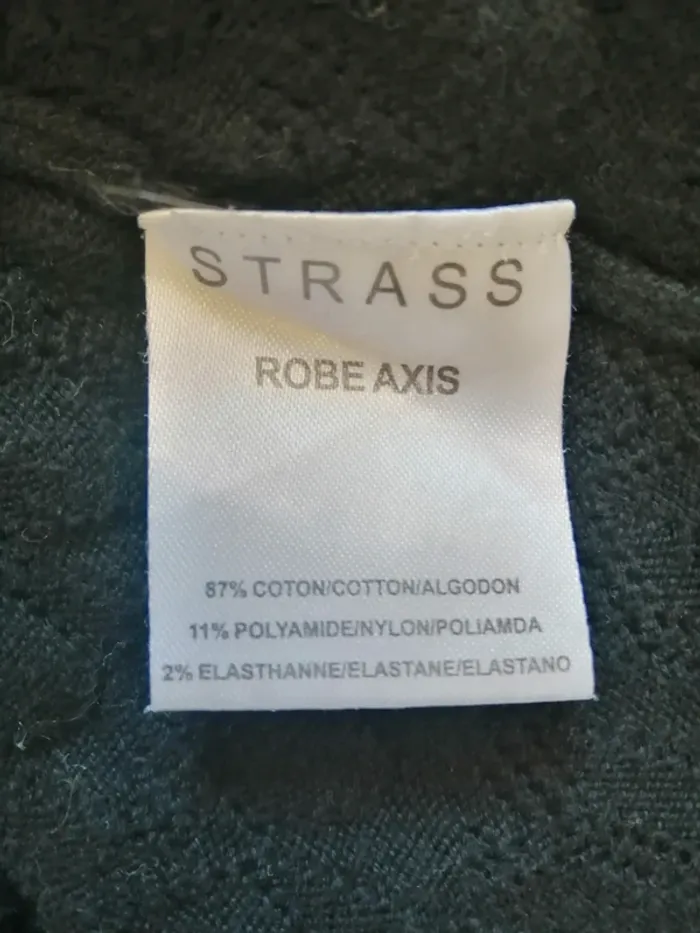 STRASS
ROBE AXIS
87% COTON/COTTON/ALGODON
11% POLYAMIDE/NYLON/POLIAMDA
2% ELASTHANNE/ELASTANE/ELASTANO